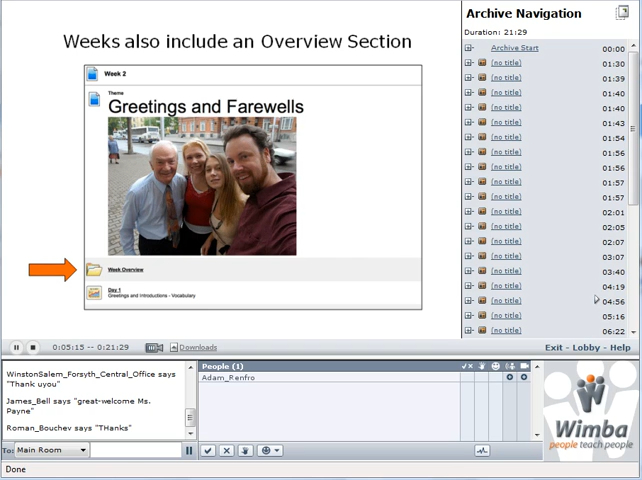 Weeks also include an Overview Section
Week 2
Theme
Greetings and Farewells
Week Overview
Day 1
Greetings and Introductions - Vocabulary
Archive Navigation
Duration: 21:29
Archive Start 00:00
(no title) 01:30
(no title) 01:39
(no title) 01:40
(no title) 01:40
(no title) 01:43
(no title) 01:54
(no title) 01:56
(no title) 01:56
(no title) 01:57
(no title) 01:57
(no title) 02:01
(no title) 02:05
(no title) 02:07
(no title) 03:07
(no title) 03:40
(no title) 04:19
(no title) 04:56
(no title) 05:16
(no title) 06:22
0:05:15 -- 0:21:29
Downloads
Exit - Lobby - Help
WinstonSalem_Forsyth_Central_Office says
"Thank uyou"
James_Bell says "great-welcome Ms.
Payne"
Roman_Bouchev says "THanks"
To: Main Room
People (1)
Adam_Renfro
Wimba
people teach people
Done